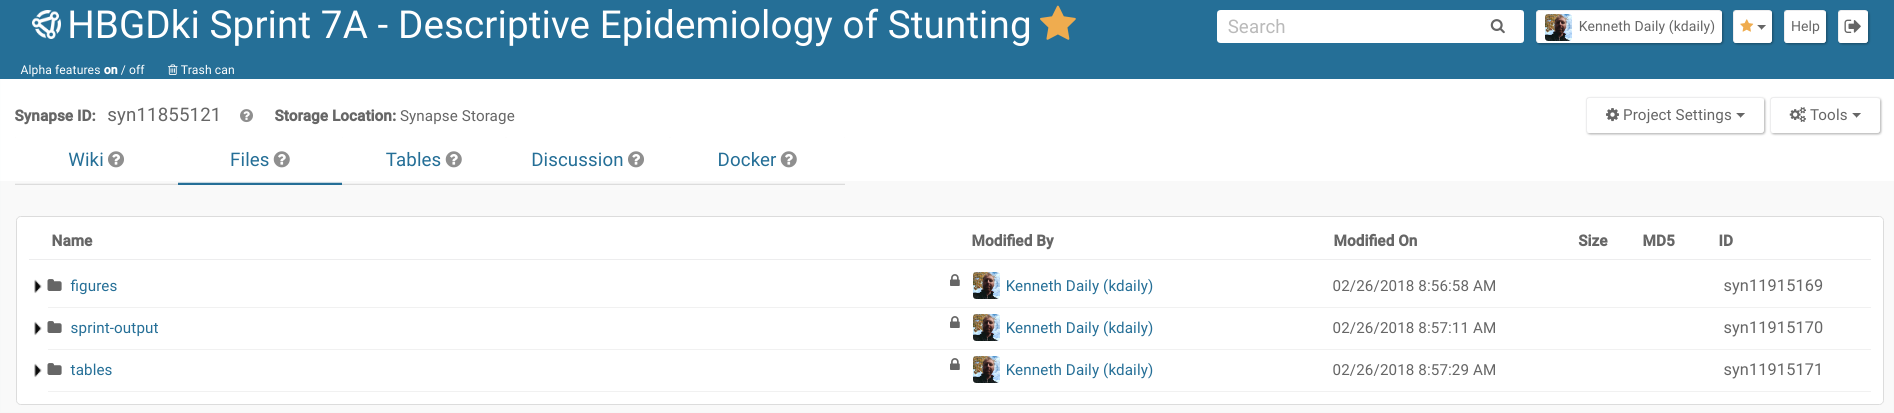 HBGDki Sprint 7A - Descriptive Epidemiology of Stunting
Search
Kenneth Daily (kdaily)
Help
Alpha features on / off
Trash can
Synapse ID: syn11855121
Storage Location: Synapse Storage
Project Settings
Tools
Wiki
Files
Tables
Discussion
Docker
Name Modified By Modified On Size MD5 ID
figures Kenneth Daily (kdaily) 02/26/2018 8:56:58 AM syn11915169
sprint-output Kenneth Daily (kdaily) 02/26/2018 8:57:11 AM syn11915170
tables Kenneth Daily (kdaily) 02/26/2018 8:57:29 AM syn11915171